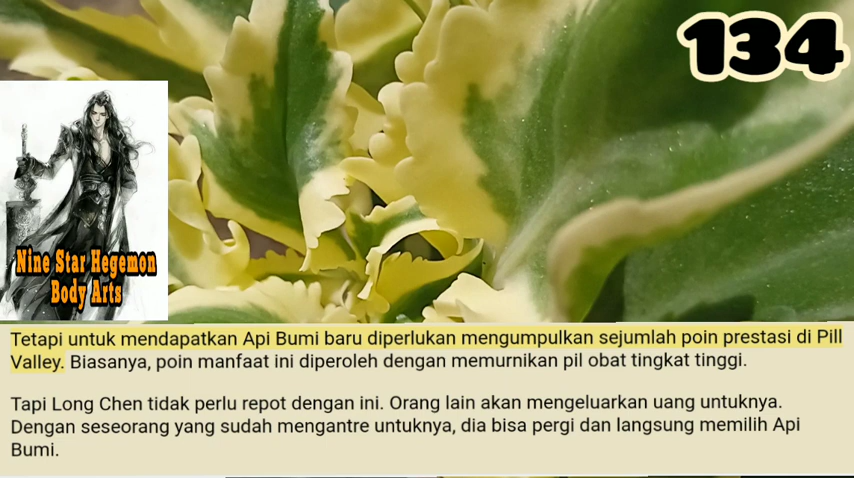 134
Nine Star Hegemon
Body Arts
Tetapi untuk mendapatkan Api Bumi baru diperlukan mengumpulkan sejumlah poin prestasi di Pill
Valley. Biasanya, poin manfaat ini diperoleh dengan memurnikan pil obat tingkat tinggi.
Tapi Long Chen tidak perlu repot dengan ini. Orang lain akan mengeluarkan uang untuknya.
Dengan seseorang yang sudah mengantre untuknya, dia bisa pergi dan langsung memilih Api
Bumi.